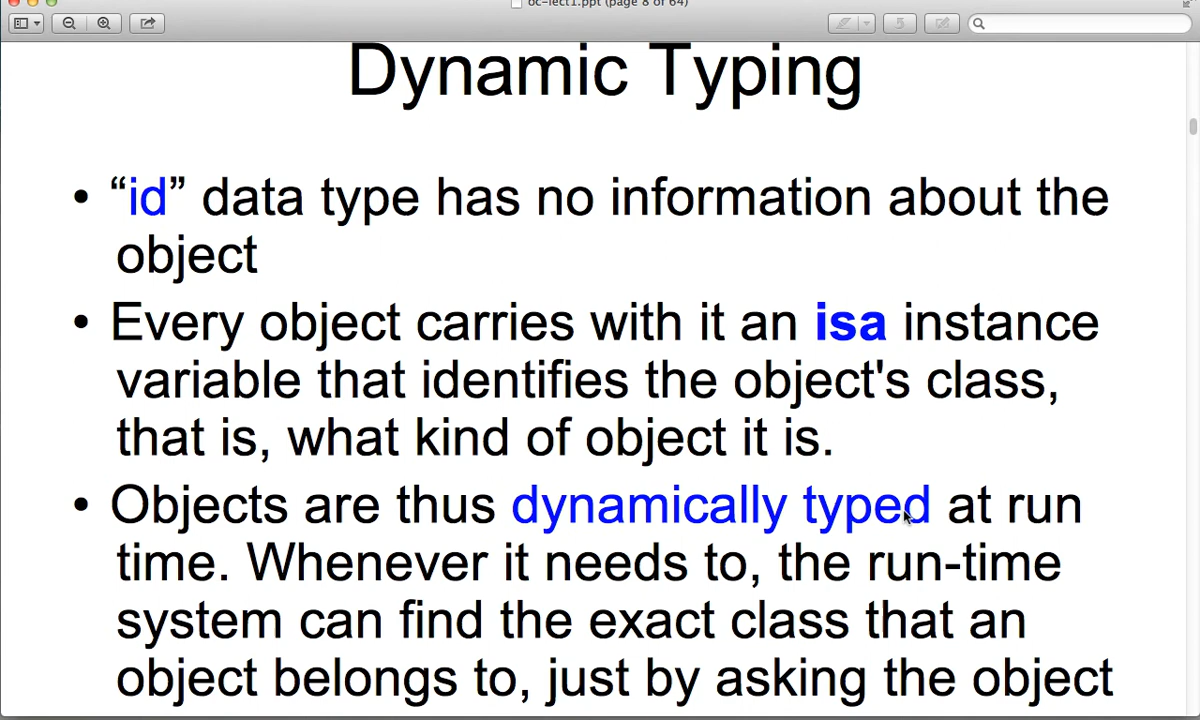 oc-lect1.ppt (page 8 of 64)
Dynamic Typing
• “id” data type has no information about the
object
• Every object carries with it an isa instance
variable that identifies the object's class,
that is, what kind of object it is.
• Objects are thus dynamically typed at run
time. Whenever it needs to, the run-time
system can find the exact class that an
object belongs to, just by asking the object